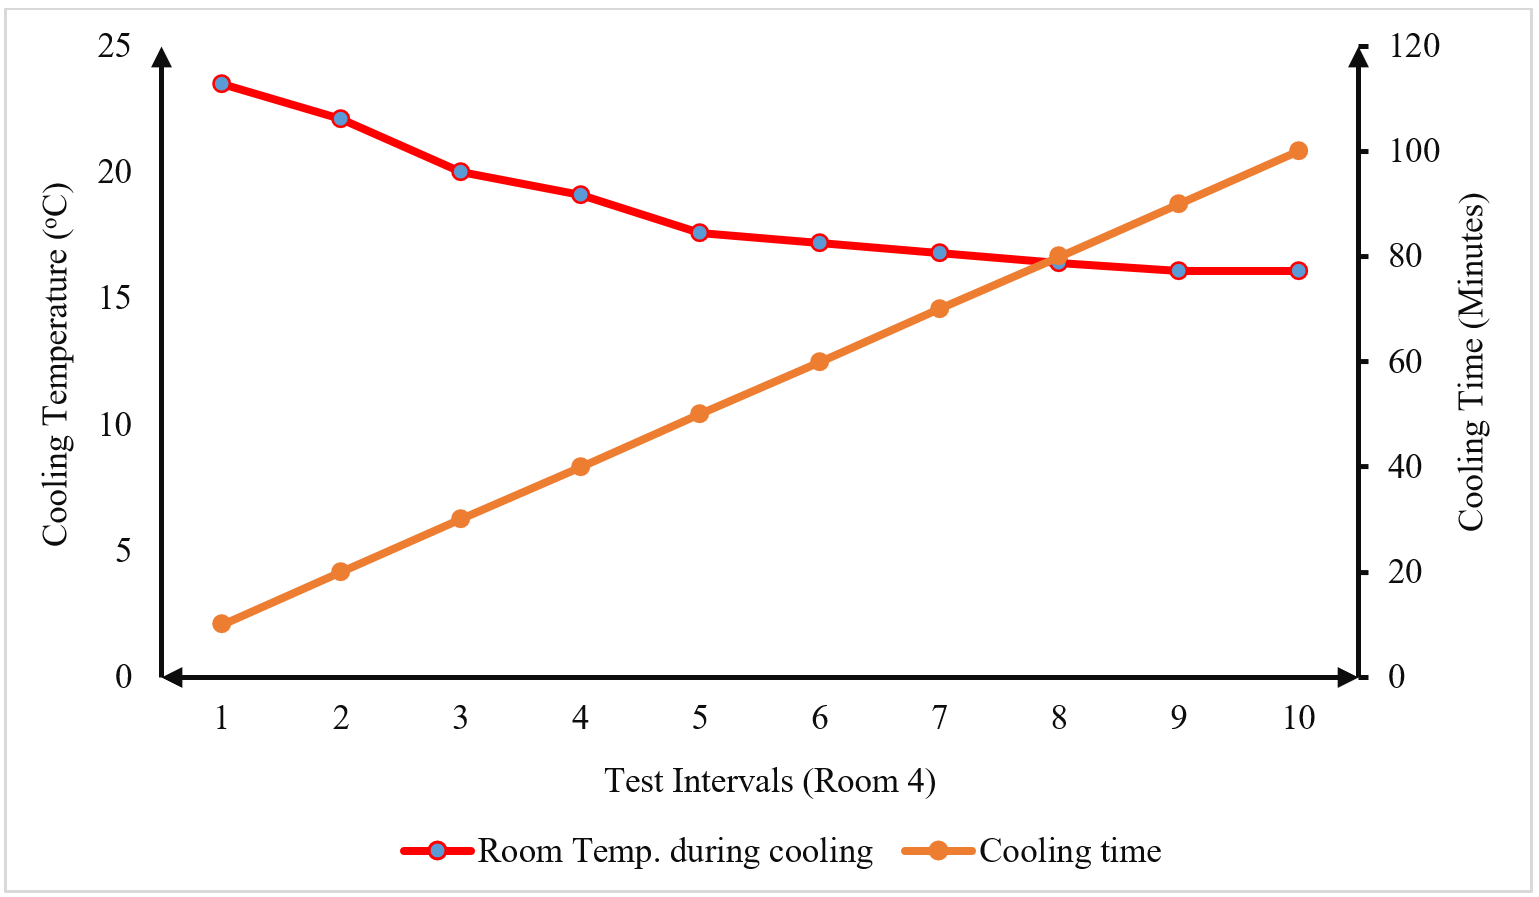 25
20
15
10
5
0
Cooling Temperature (ºC)
120
100
80
60
40
20
0
Cooling Time (Minutes)
1 2 3 4 5 6 7 8 9 10
Test Intervals (Room 4)
Room Temp. during cooling
Cooling time